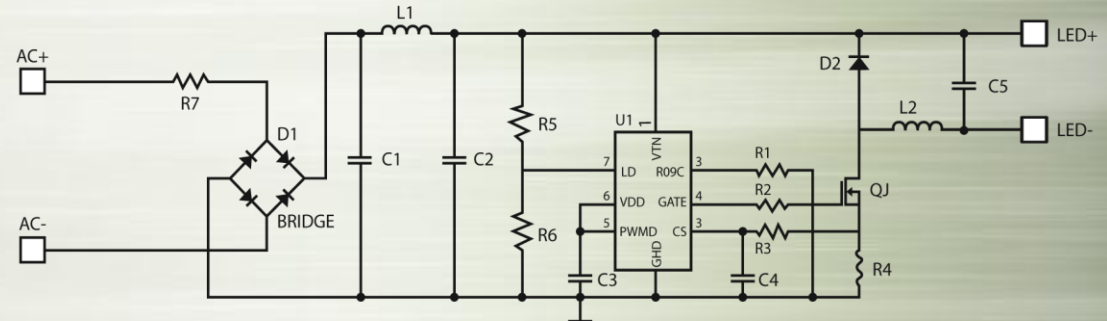 AC+
R7
D1
BRIDGE
AC-
L1
C1
C2
R5
R6
U1
1
VTN
7
LD
R09C
3
6
VDD
GATE
4
5
PWMD
CS
3
GHD
C3
R1
R2
R3
C4
D2
QJ
R4
L2
C5
LED+
LED-